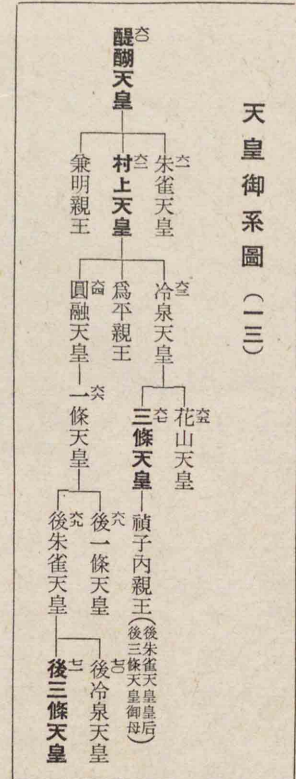 天皇御系圖（一三）
六〇
醍醐天皇
六一
朱雀天皇
六二
村上天皇
兼明親王
六三
冷泉天皇
爲平親王
六四
圓融天皇
六五
花山天皇
六七
三條天皇
禎子内親王（後朱雀天皇皇后
後三條天皇御母）
六六
一條天皇
六八
後一條天皇
六九
後朱雀天皇
七〇
後冷泉天皇
七一
後三條天皇